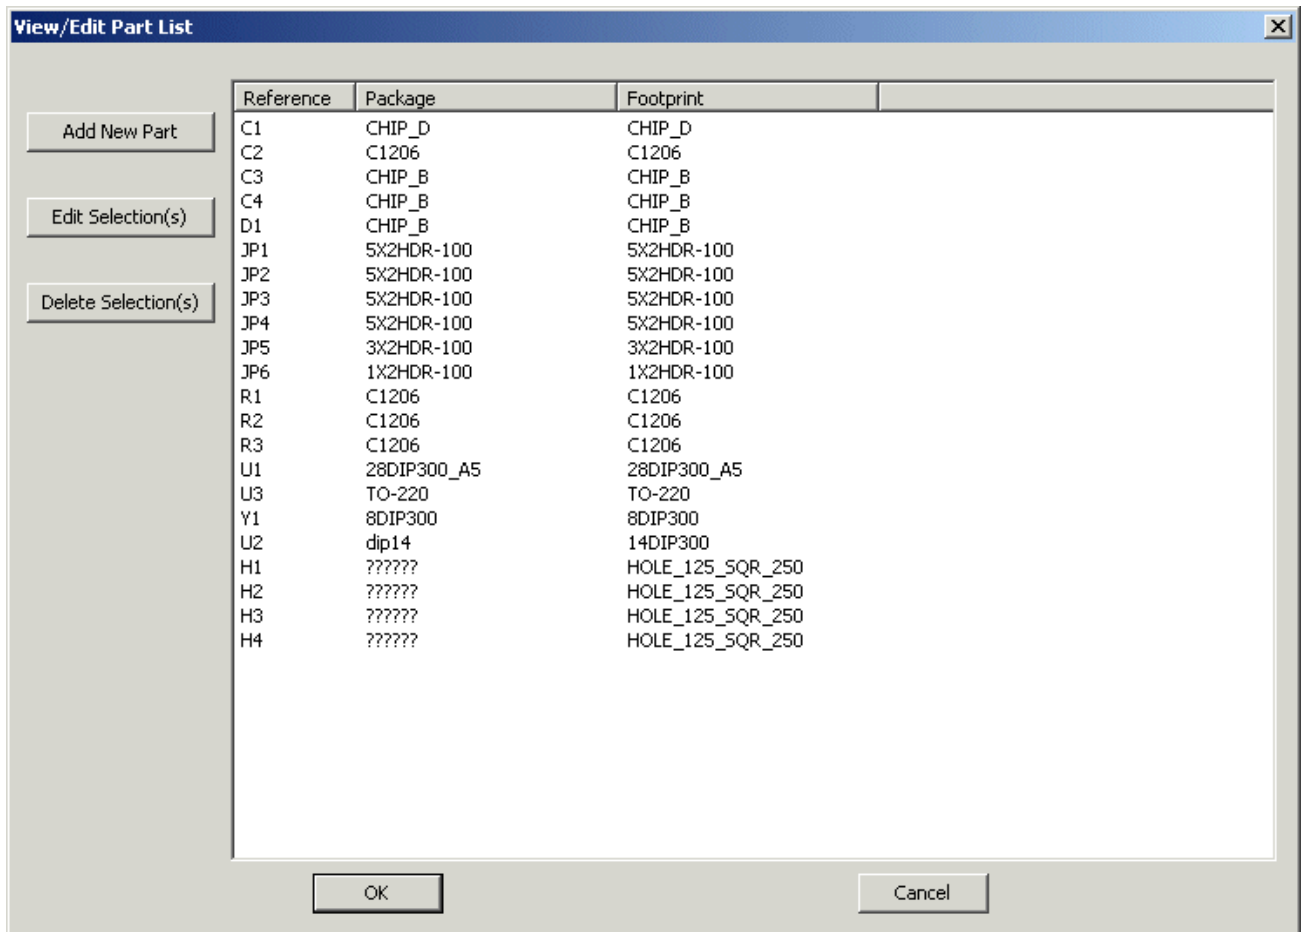 View/Edit Part List
Add New Part
Edit Selection(s)
Delete Selection(s)
Reference Package Footprint
C1 CHIP_D CHIP_D
C2 C1206 C1206
C3 CHIP_B CHIP_B
C4 CHIP_B CHIP_B
D1 CHIP_B CHIP_B
JP1 5X2HDR-100 5X2HDR-100
JP2 5X2HDR-100 5X2HDR-100
JP3 5X2HDR-100 5X2HDR-100
JP4 5X2HDR-100 5X2HDR-100
JP5 3X2HDR-100 3X2HDR-100
JP6 1X2HDR-100 1X2HDR-100
R1 C1206 C1206
R2 C1206 C1206
R3 C1206 C1206
U1 28DIP300_A5 28DIP300_A5
U3 TO-220 TO-220
Y1 8DIP300 8DIP300
U2 dip14 14DIP300
H1 ?????? HOLE_125_SQR_250
H2 ?????? HOLE_125_SQR_250
H3 ?????? HOLE_125_SQR_250
H4 ?????? HOLE_125_SQR_250
OK Cancel